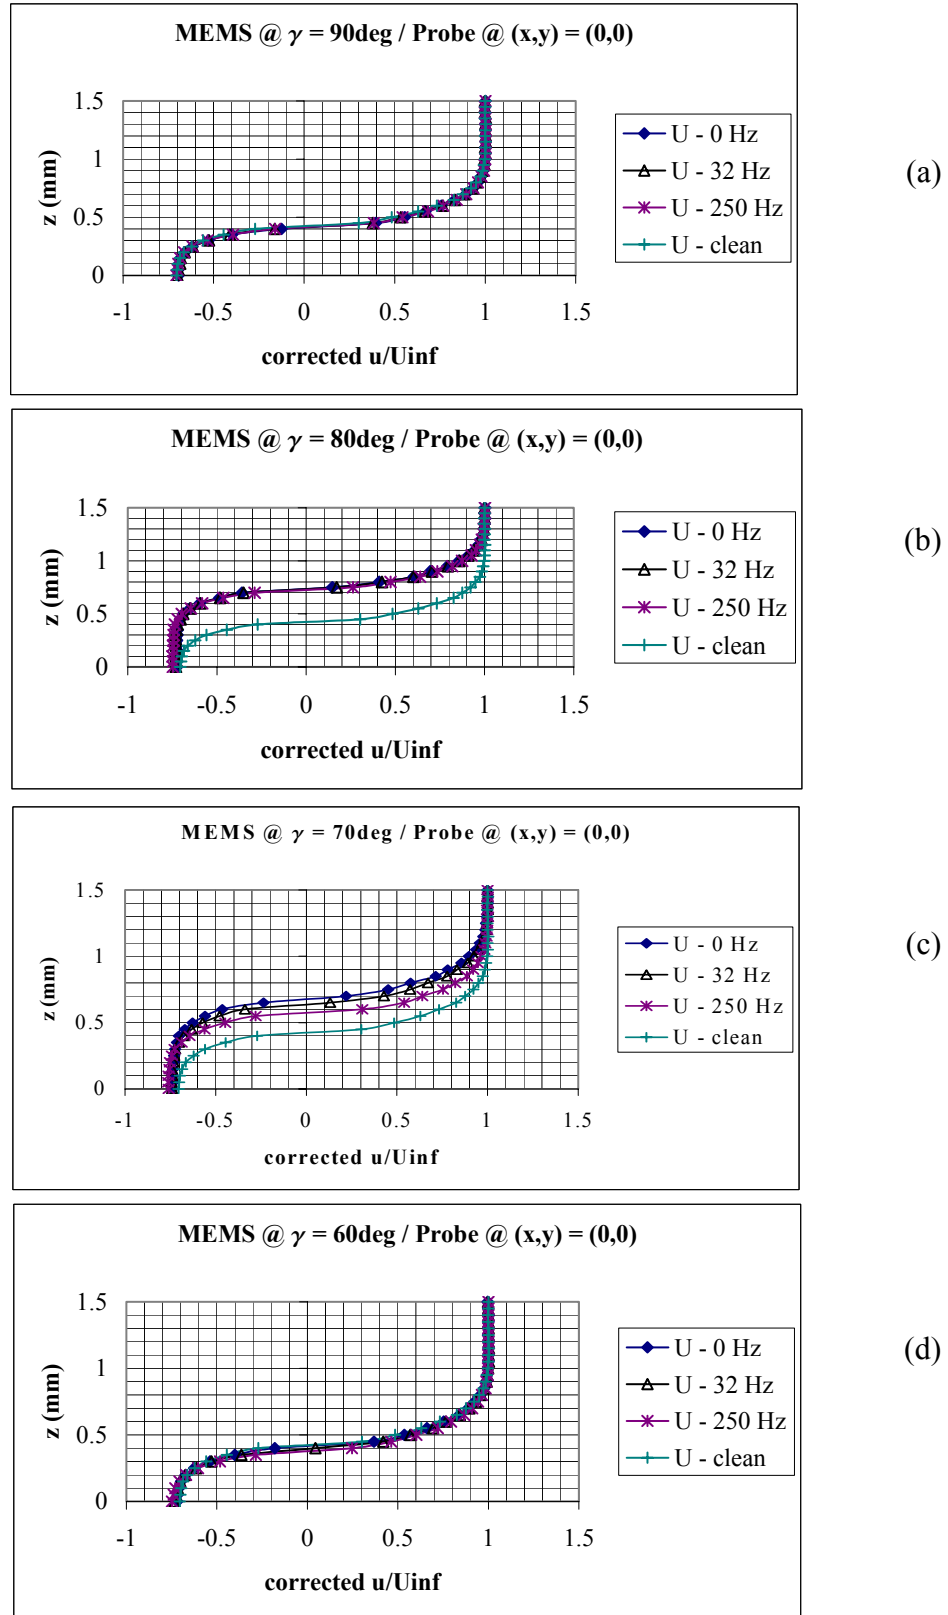 MEMS @ γ = 90deg / Probe @ (x,y) = (0,0)
1.5
1
0.5
0
z (mm)
-1 -0.5 0 0.5 1 1.5
corrected u/Uinf
U - 0 Hz
U - 32 Hz
U - 250 Hz
U - clean
(a)
MEMS @ γ = 80deg / Probe @ (x,y) = (0,0)
1.5
1
0.5
0
z (mm)
-1 -0.5 0 0.5 1 1.5
corrected u/Uinf
U - 0 Hz
U - 32 Hz
U - 250 Hz
U - clean
(b)
MEMS @ γ = 70deg / Probe @ (x,y) = (0,0)
1.5
1
0.5
0
z (mm)
-1 -0.5 0 0.5 1 1.5
corrected u/Uinf
U - 0 Hz
U - 32 Hz
U - 250 Hz
U - clean
(c)
MEMS @ γ = 60deg / Probe @ (x,y) = (0,0)
1.5
1
0.5
0
z (mm)
-1 -0.5 0 0.5 1 1.5
corrected u/Uinf
U - 0 Hz
U - 32 Hz
U - 250 Hz
U - clean
(d)